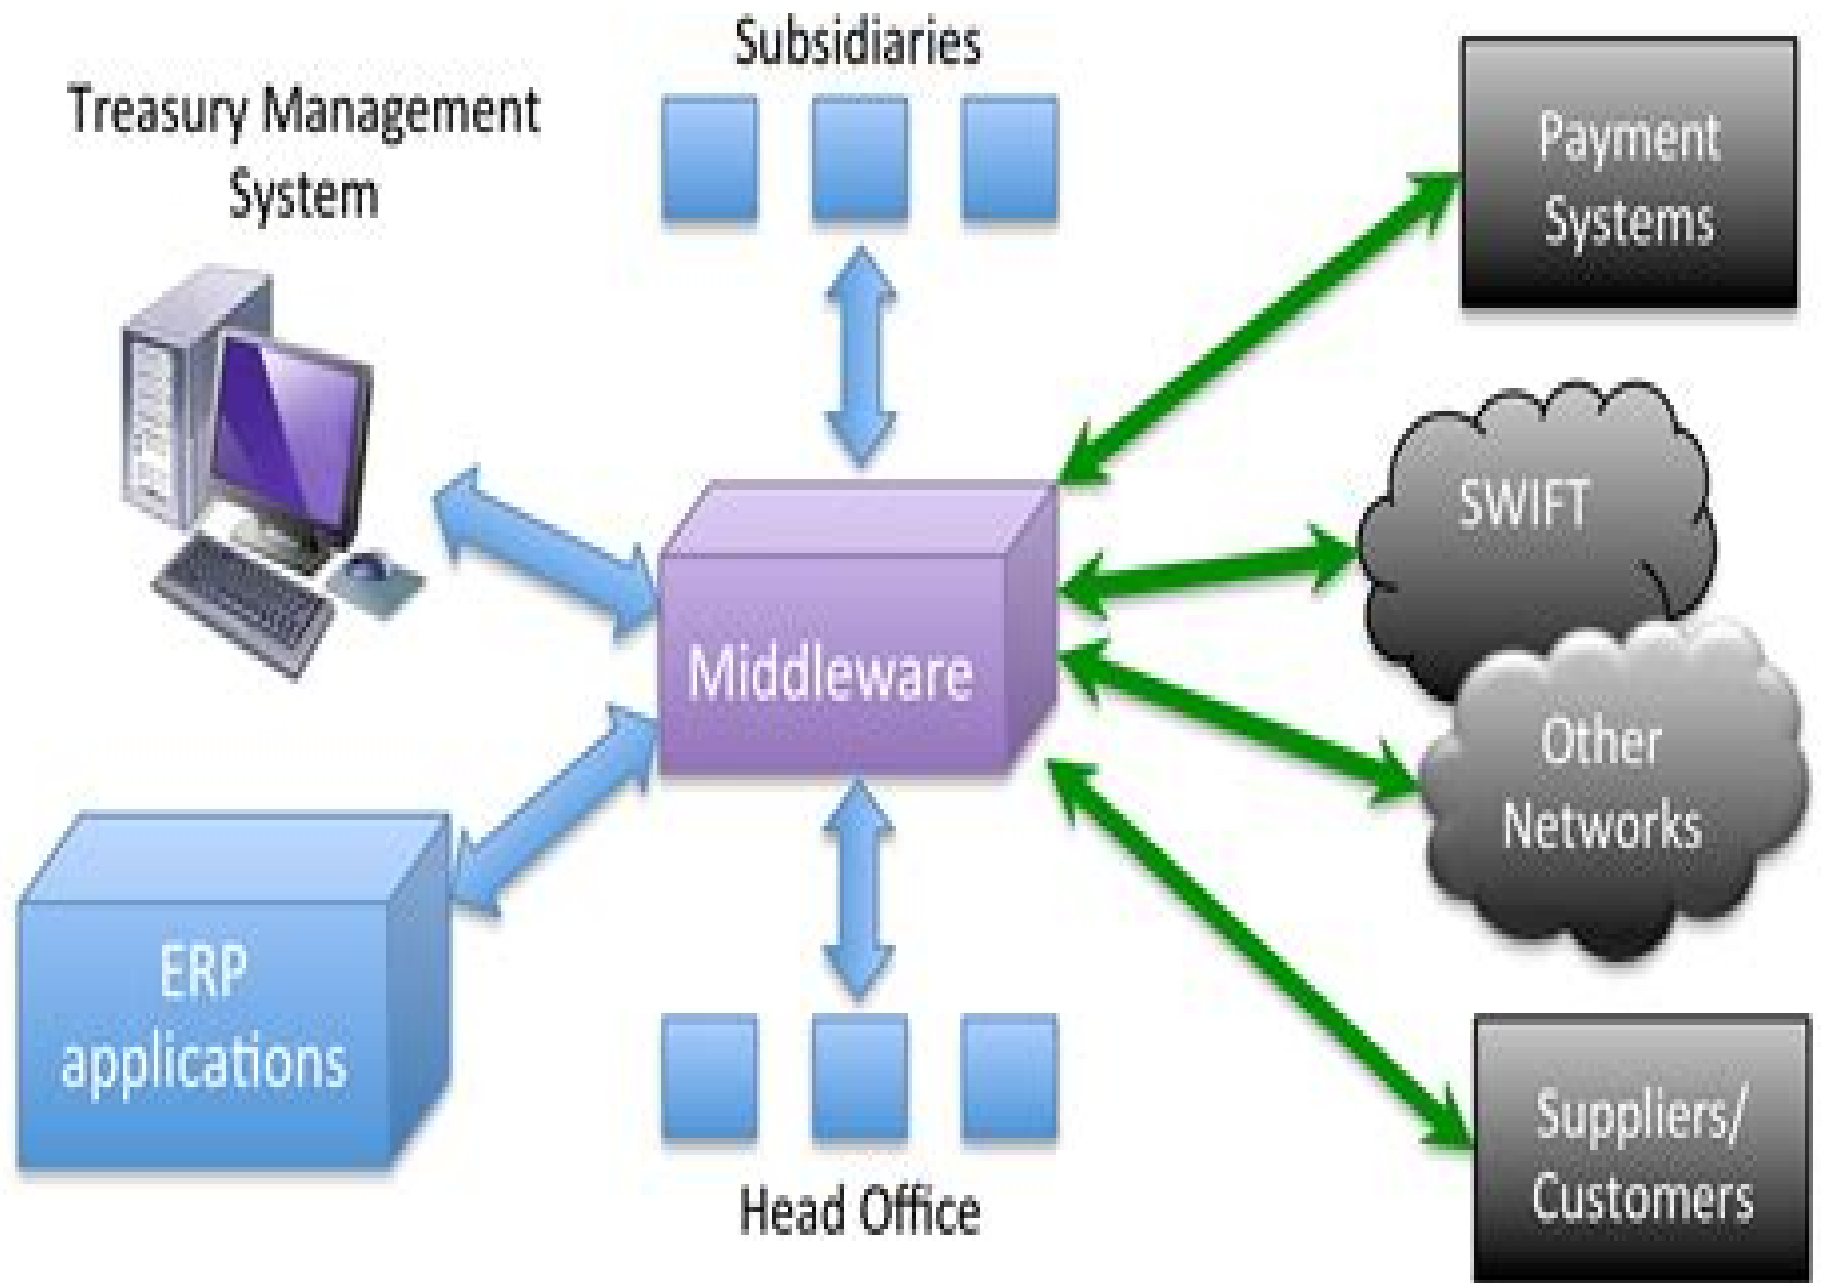 Subsidiaries
Treasury Management
System
Payment
Systems
SWIFT
Middleware
Other
Networks
ERP
applications
Suppliers/
Customers
Head Office